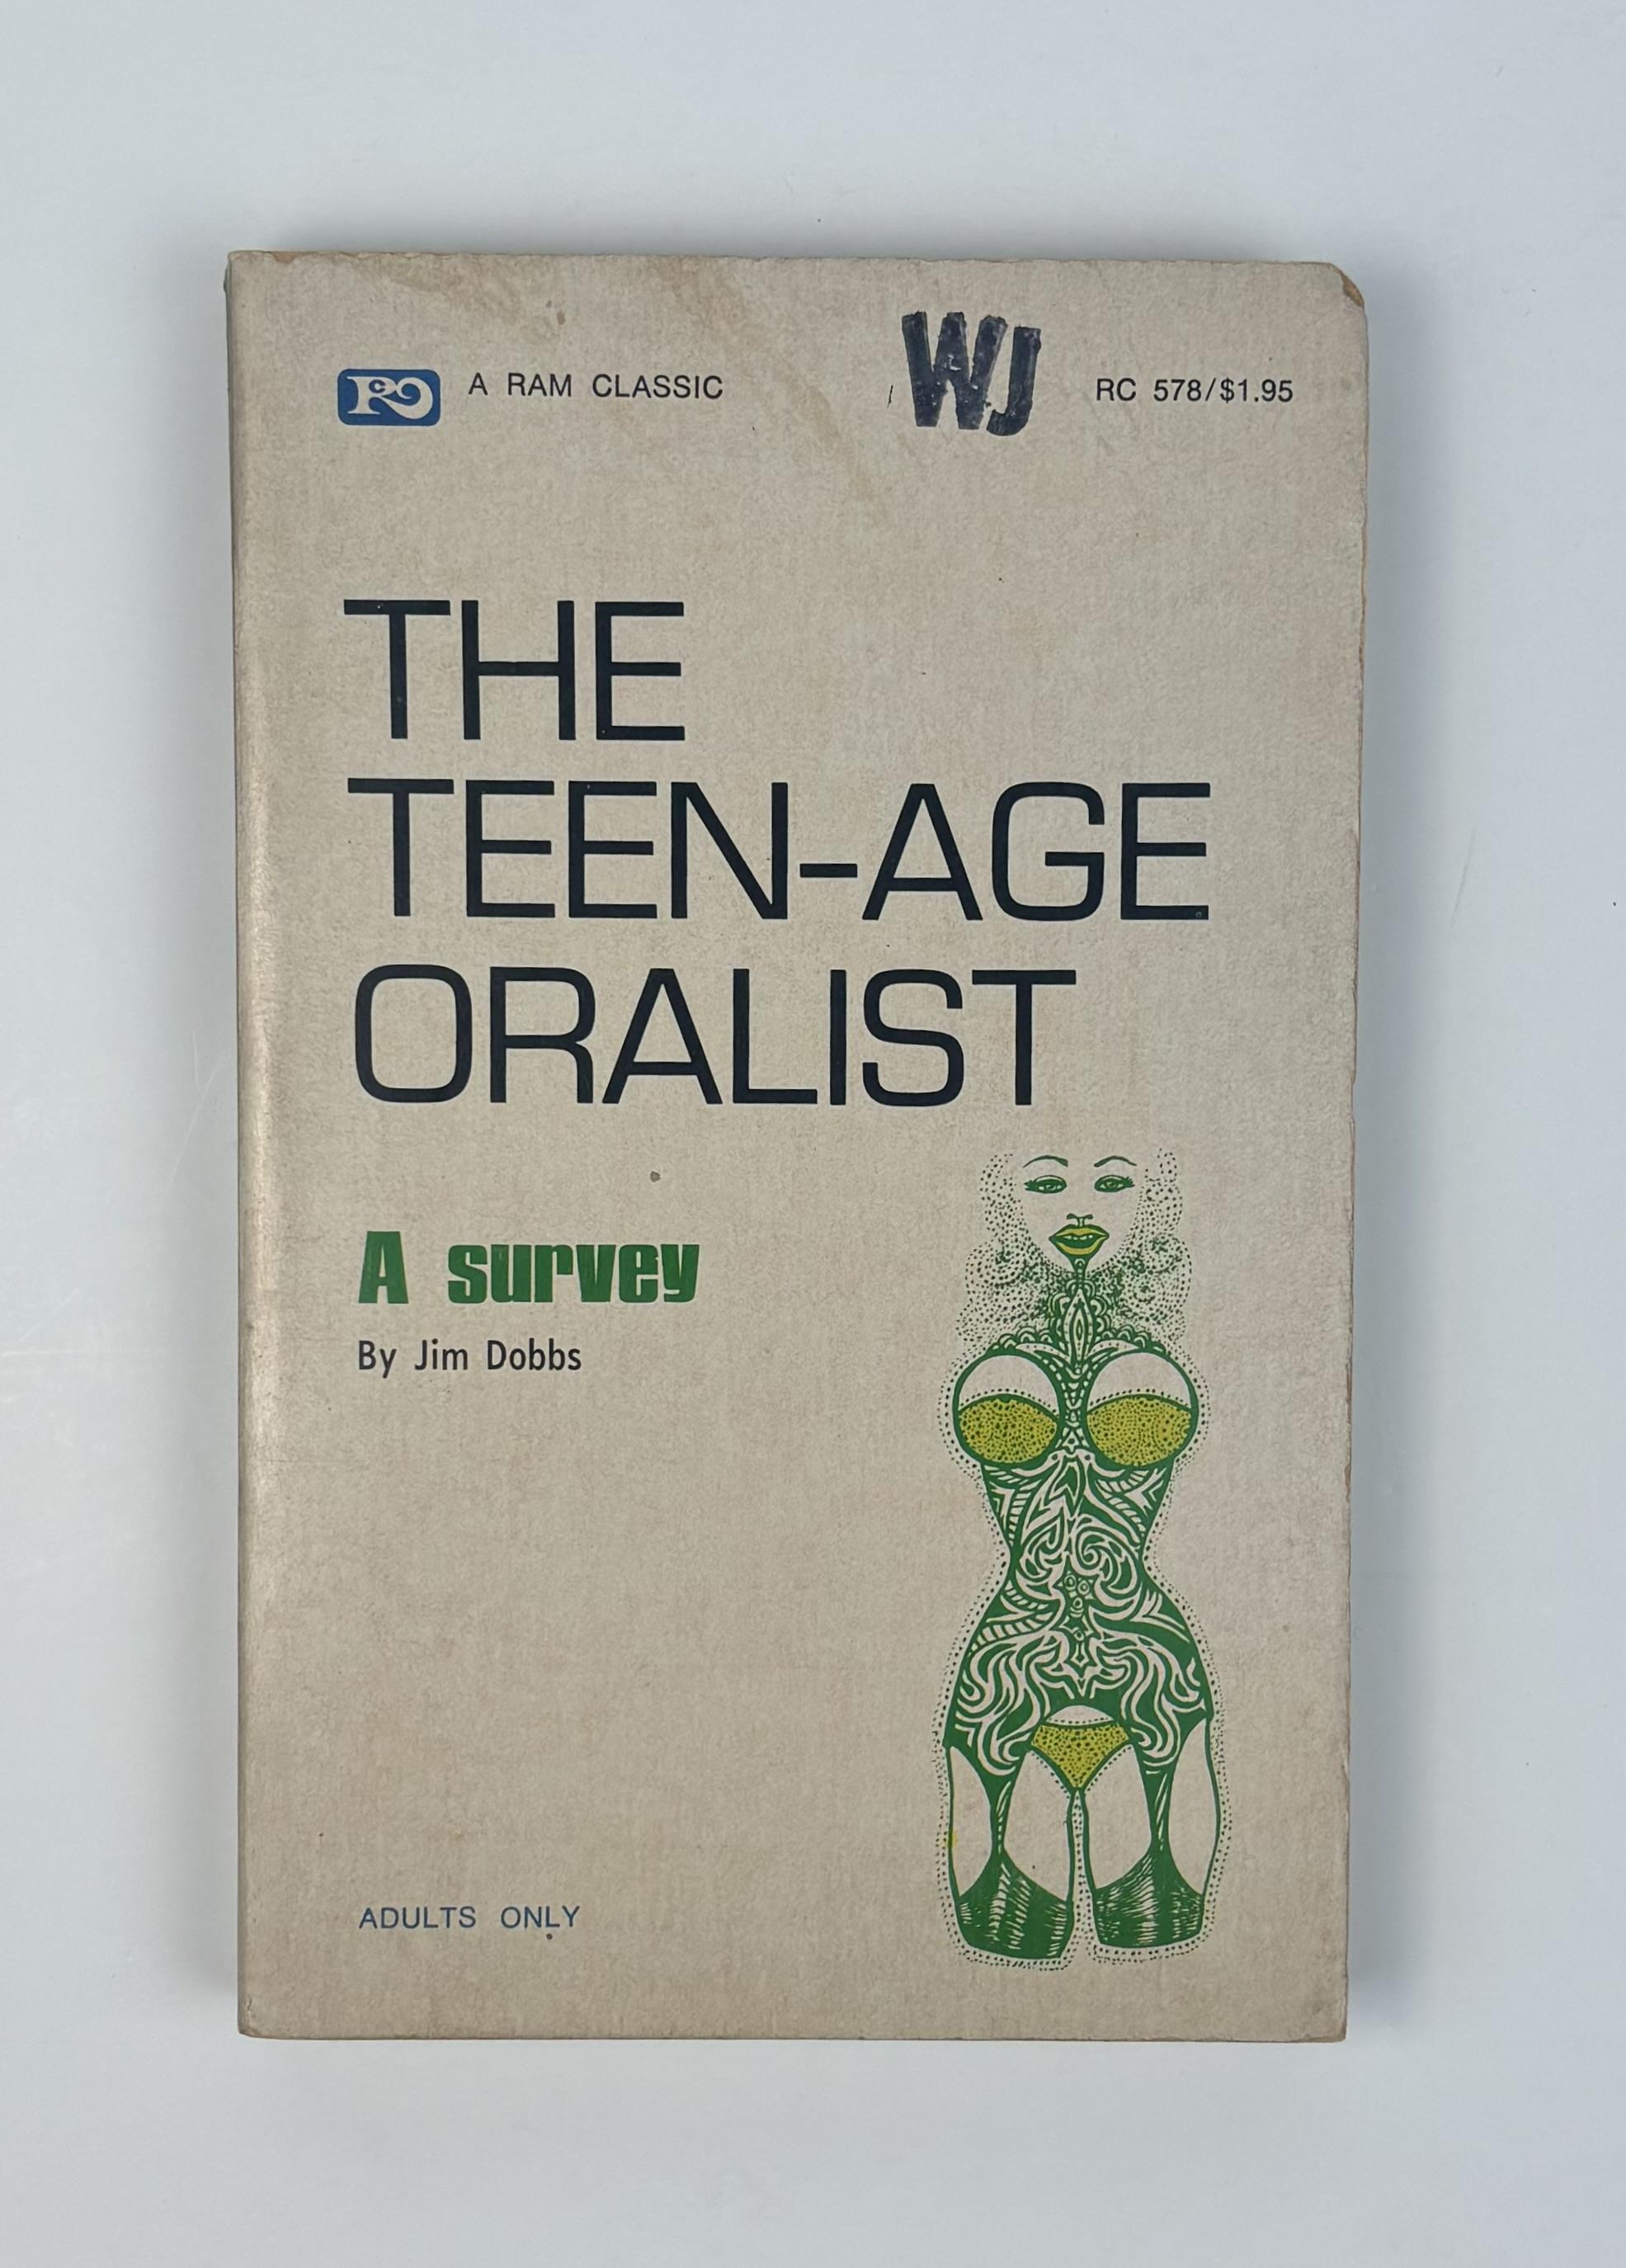 A RAM CLASSIC
WJ
RC 578/$1.95
THE
TEEN-AGE
ORALIST
A survey
By Jim Dobbs
ADULTS ONLY